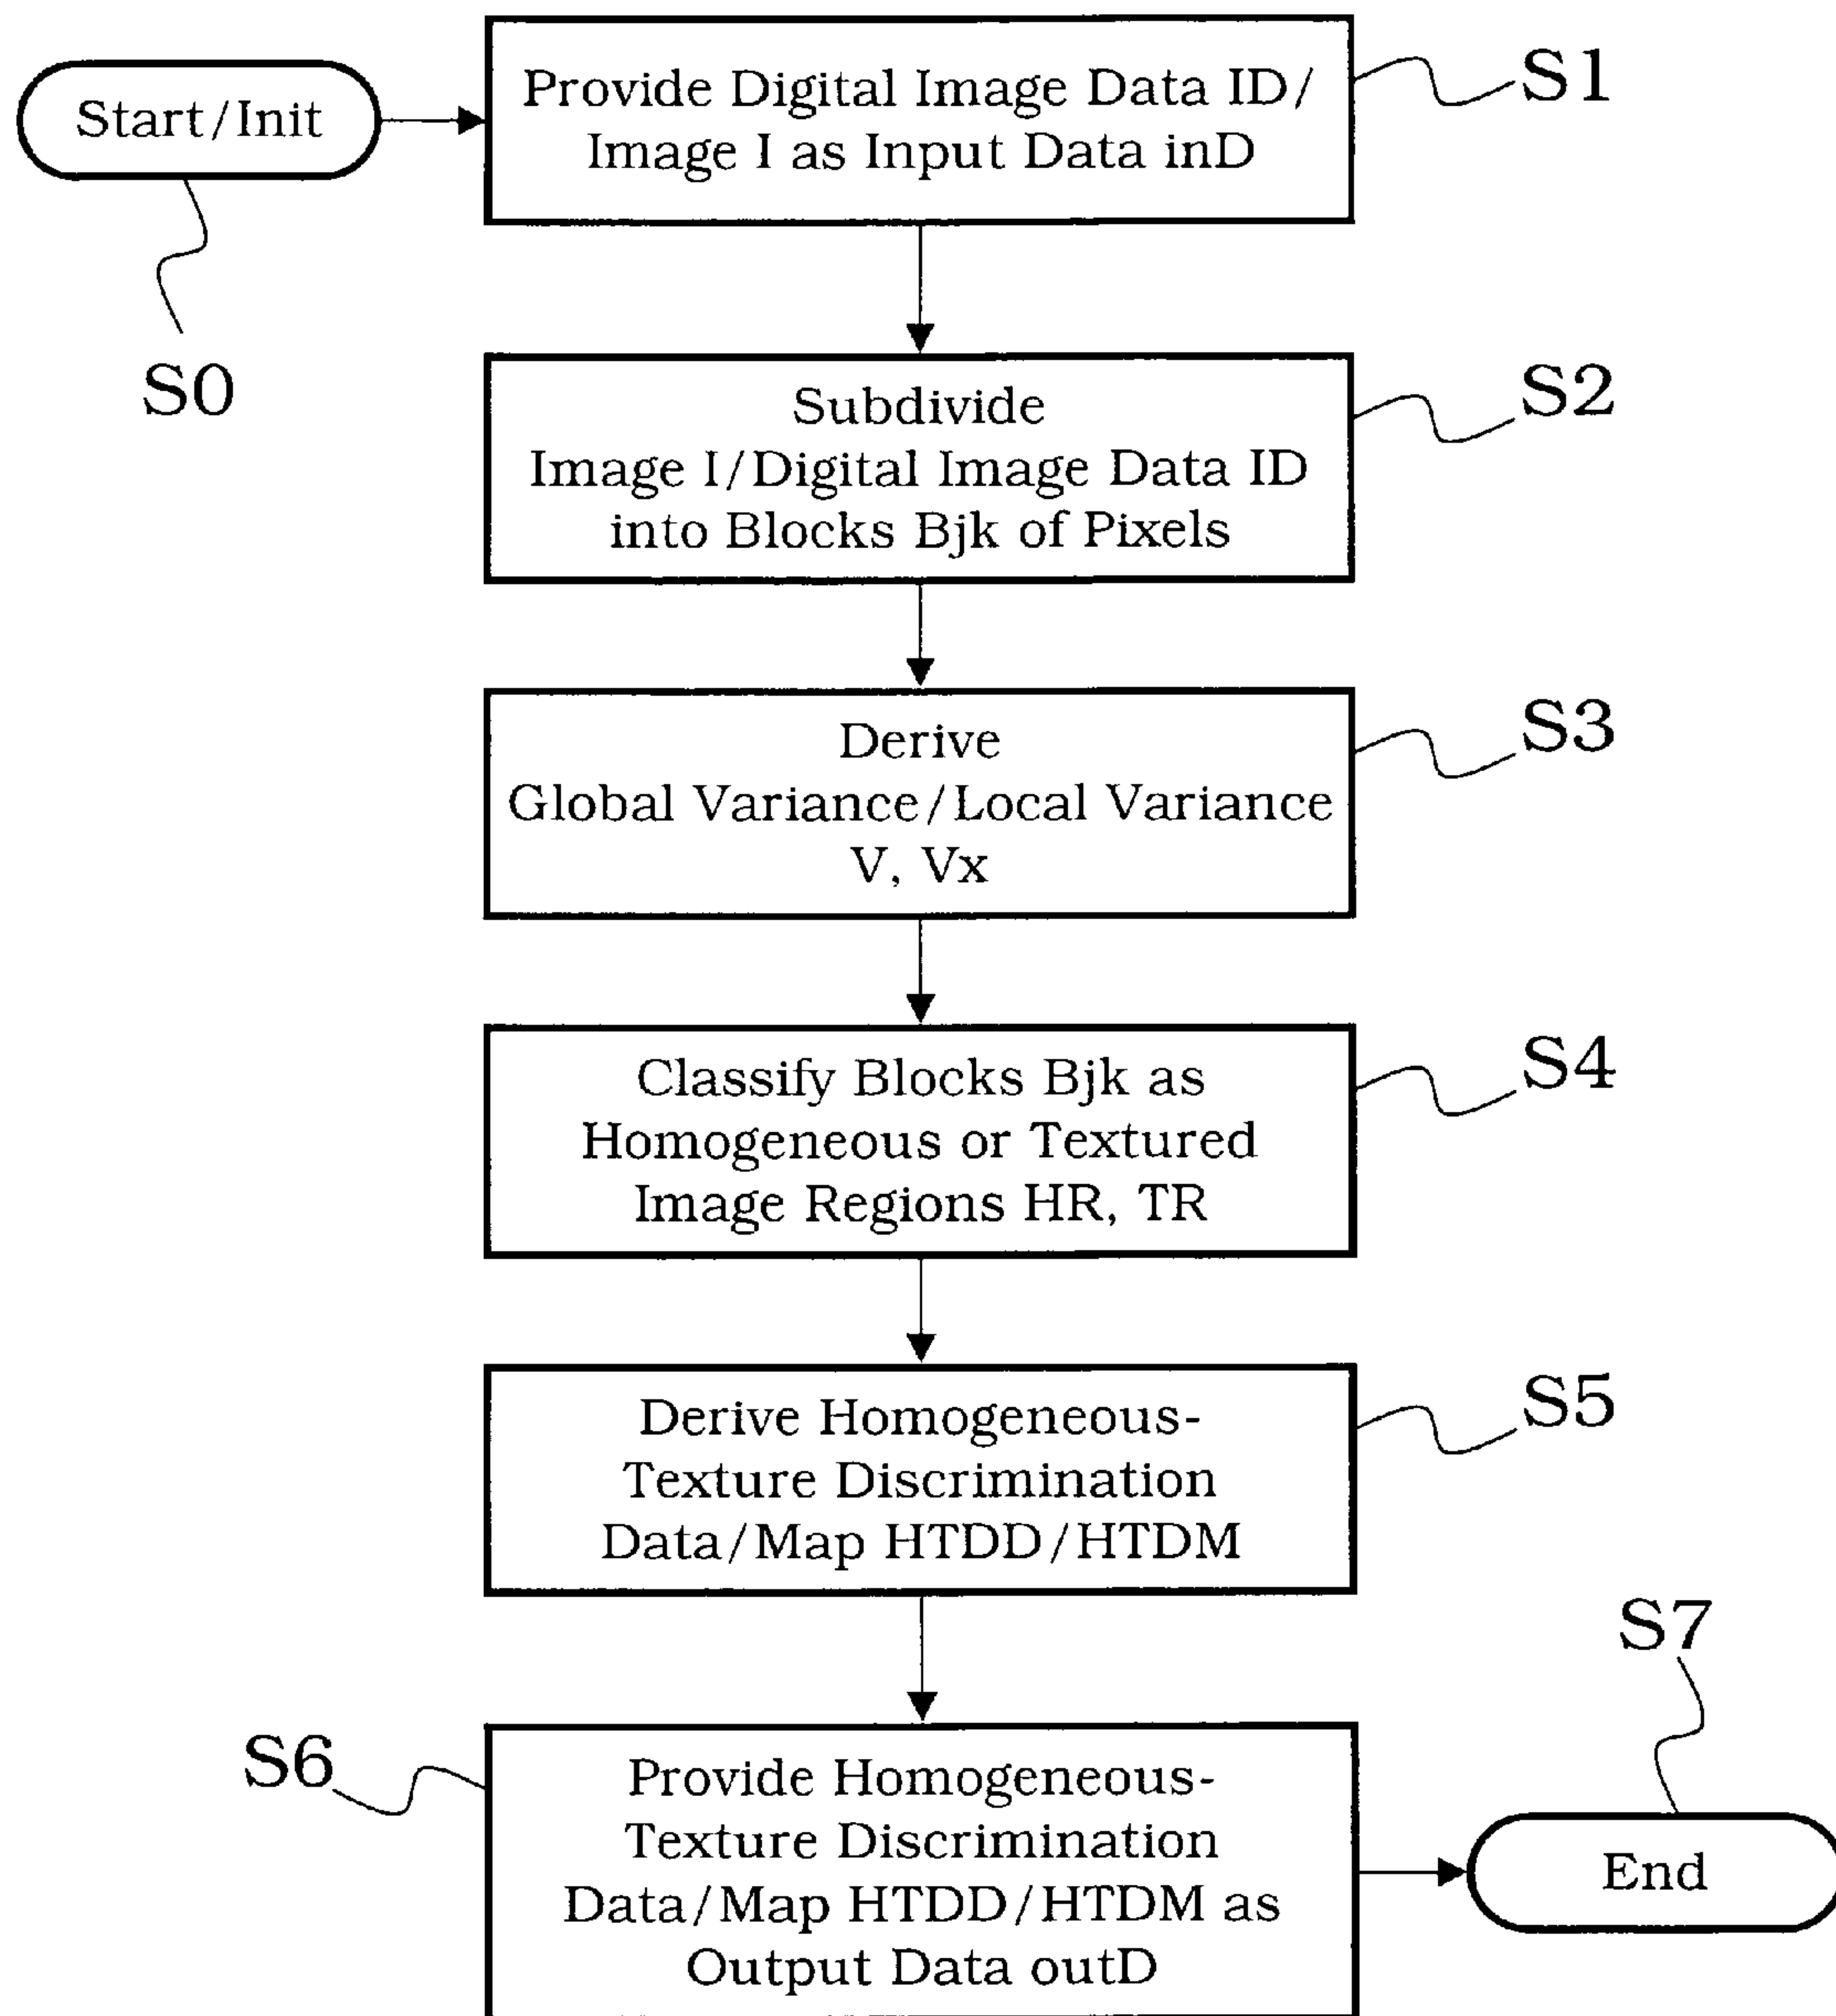 Start/Init
S0
Provide Digital Image Data ID/
Image I as Input Data inD
S1
Subdivide
Image I/Digital Image Data ID
into Blocks Bjk of Pixels
S2
Derive
Global Variance/Local Variance
V, Vx
S3
Classify Blocks Bjk as
Homogeneous or Textured
Image Regions HR, TR
S4
Derive Homogeneous-
Texture Discrimination
Data/Map HTDD/HTDM
S5
Provide Homogeneous-
Texture Discrimination
Data/Map HTDD/HTDM as
Output Data outD
S6
End
S7